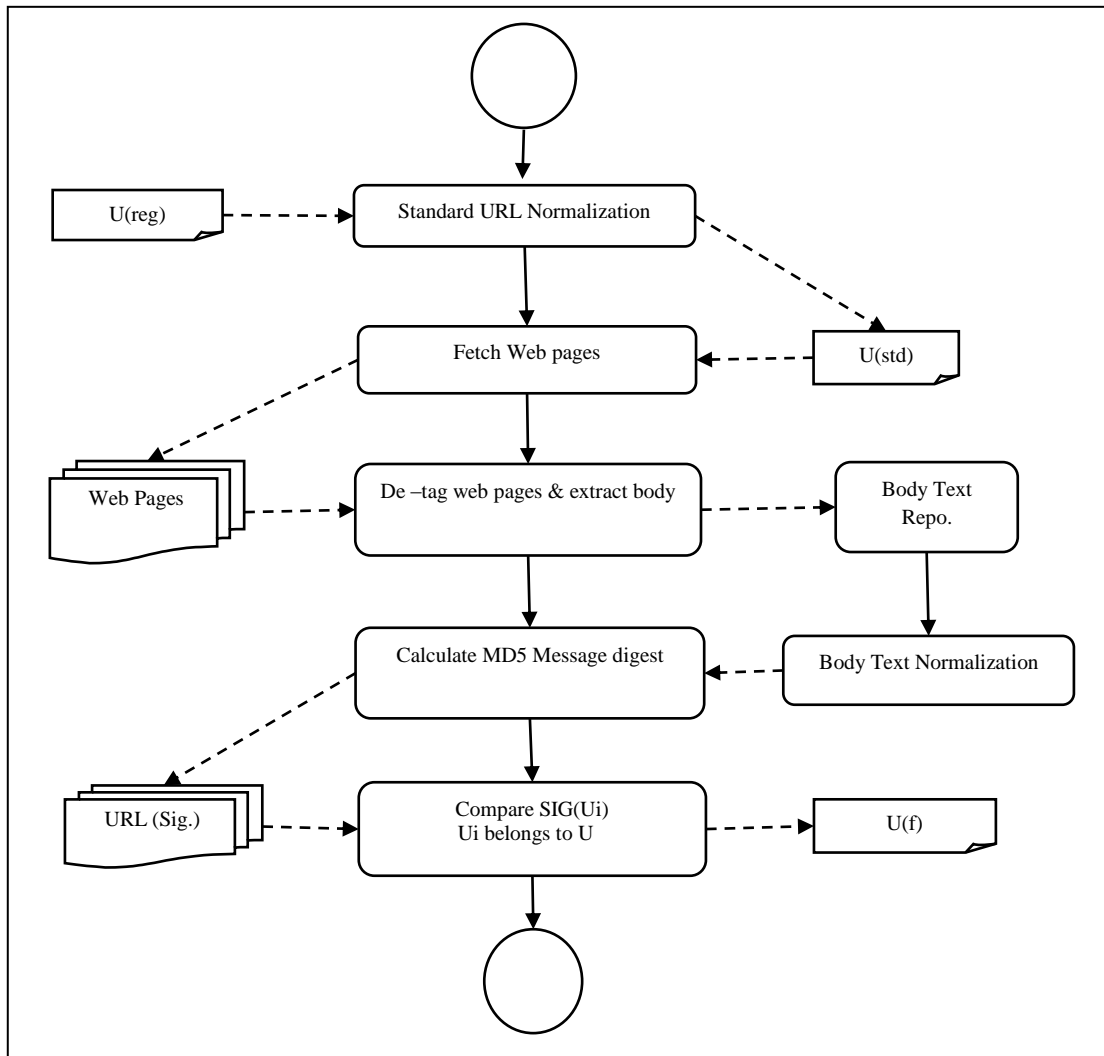 U(reg)
Standard URL Normalization
Fetch Web pages
U(std)
Web Pages
De –tag web pages & extract body
Body Text
Repo.
Calculate MD5 Message digest
Body Text Normalization
URL (Sig.)
Compare SIG(Ui)
Ui belongs to U
U(f)